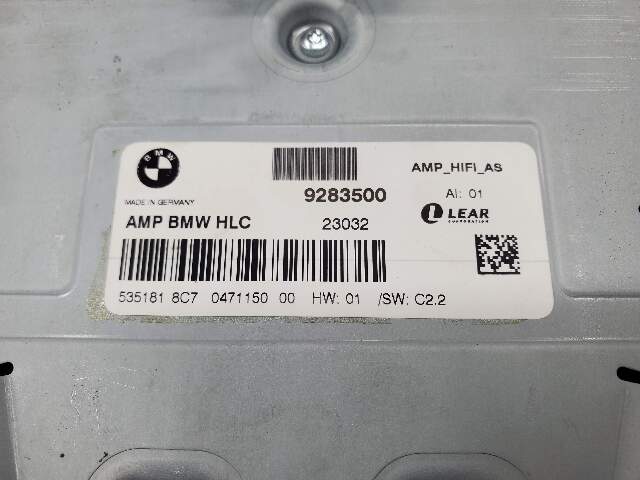 BMW
AMP_HIFI_AS
MADE IN GERMANY
9283500
AI: 01
AMP BMW HLC
23032
LEAR
CORPORATION
535181 8C7 0471150 00 HW: 01 /SW: C2.2